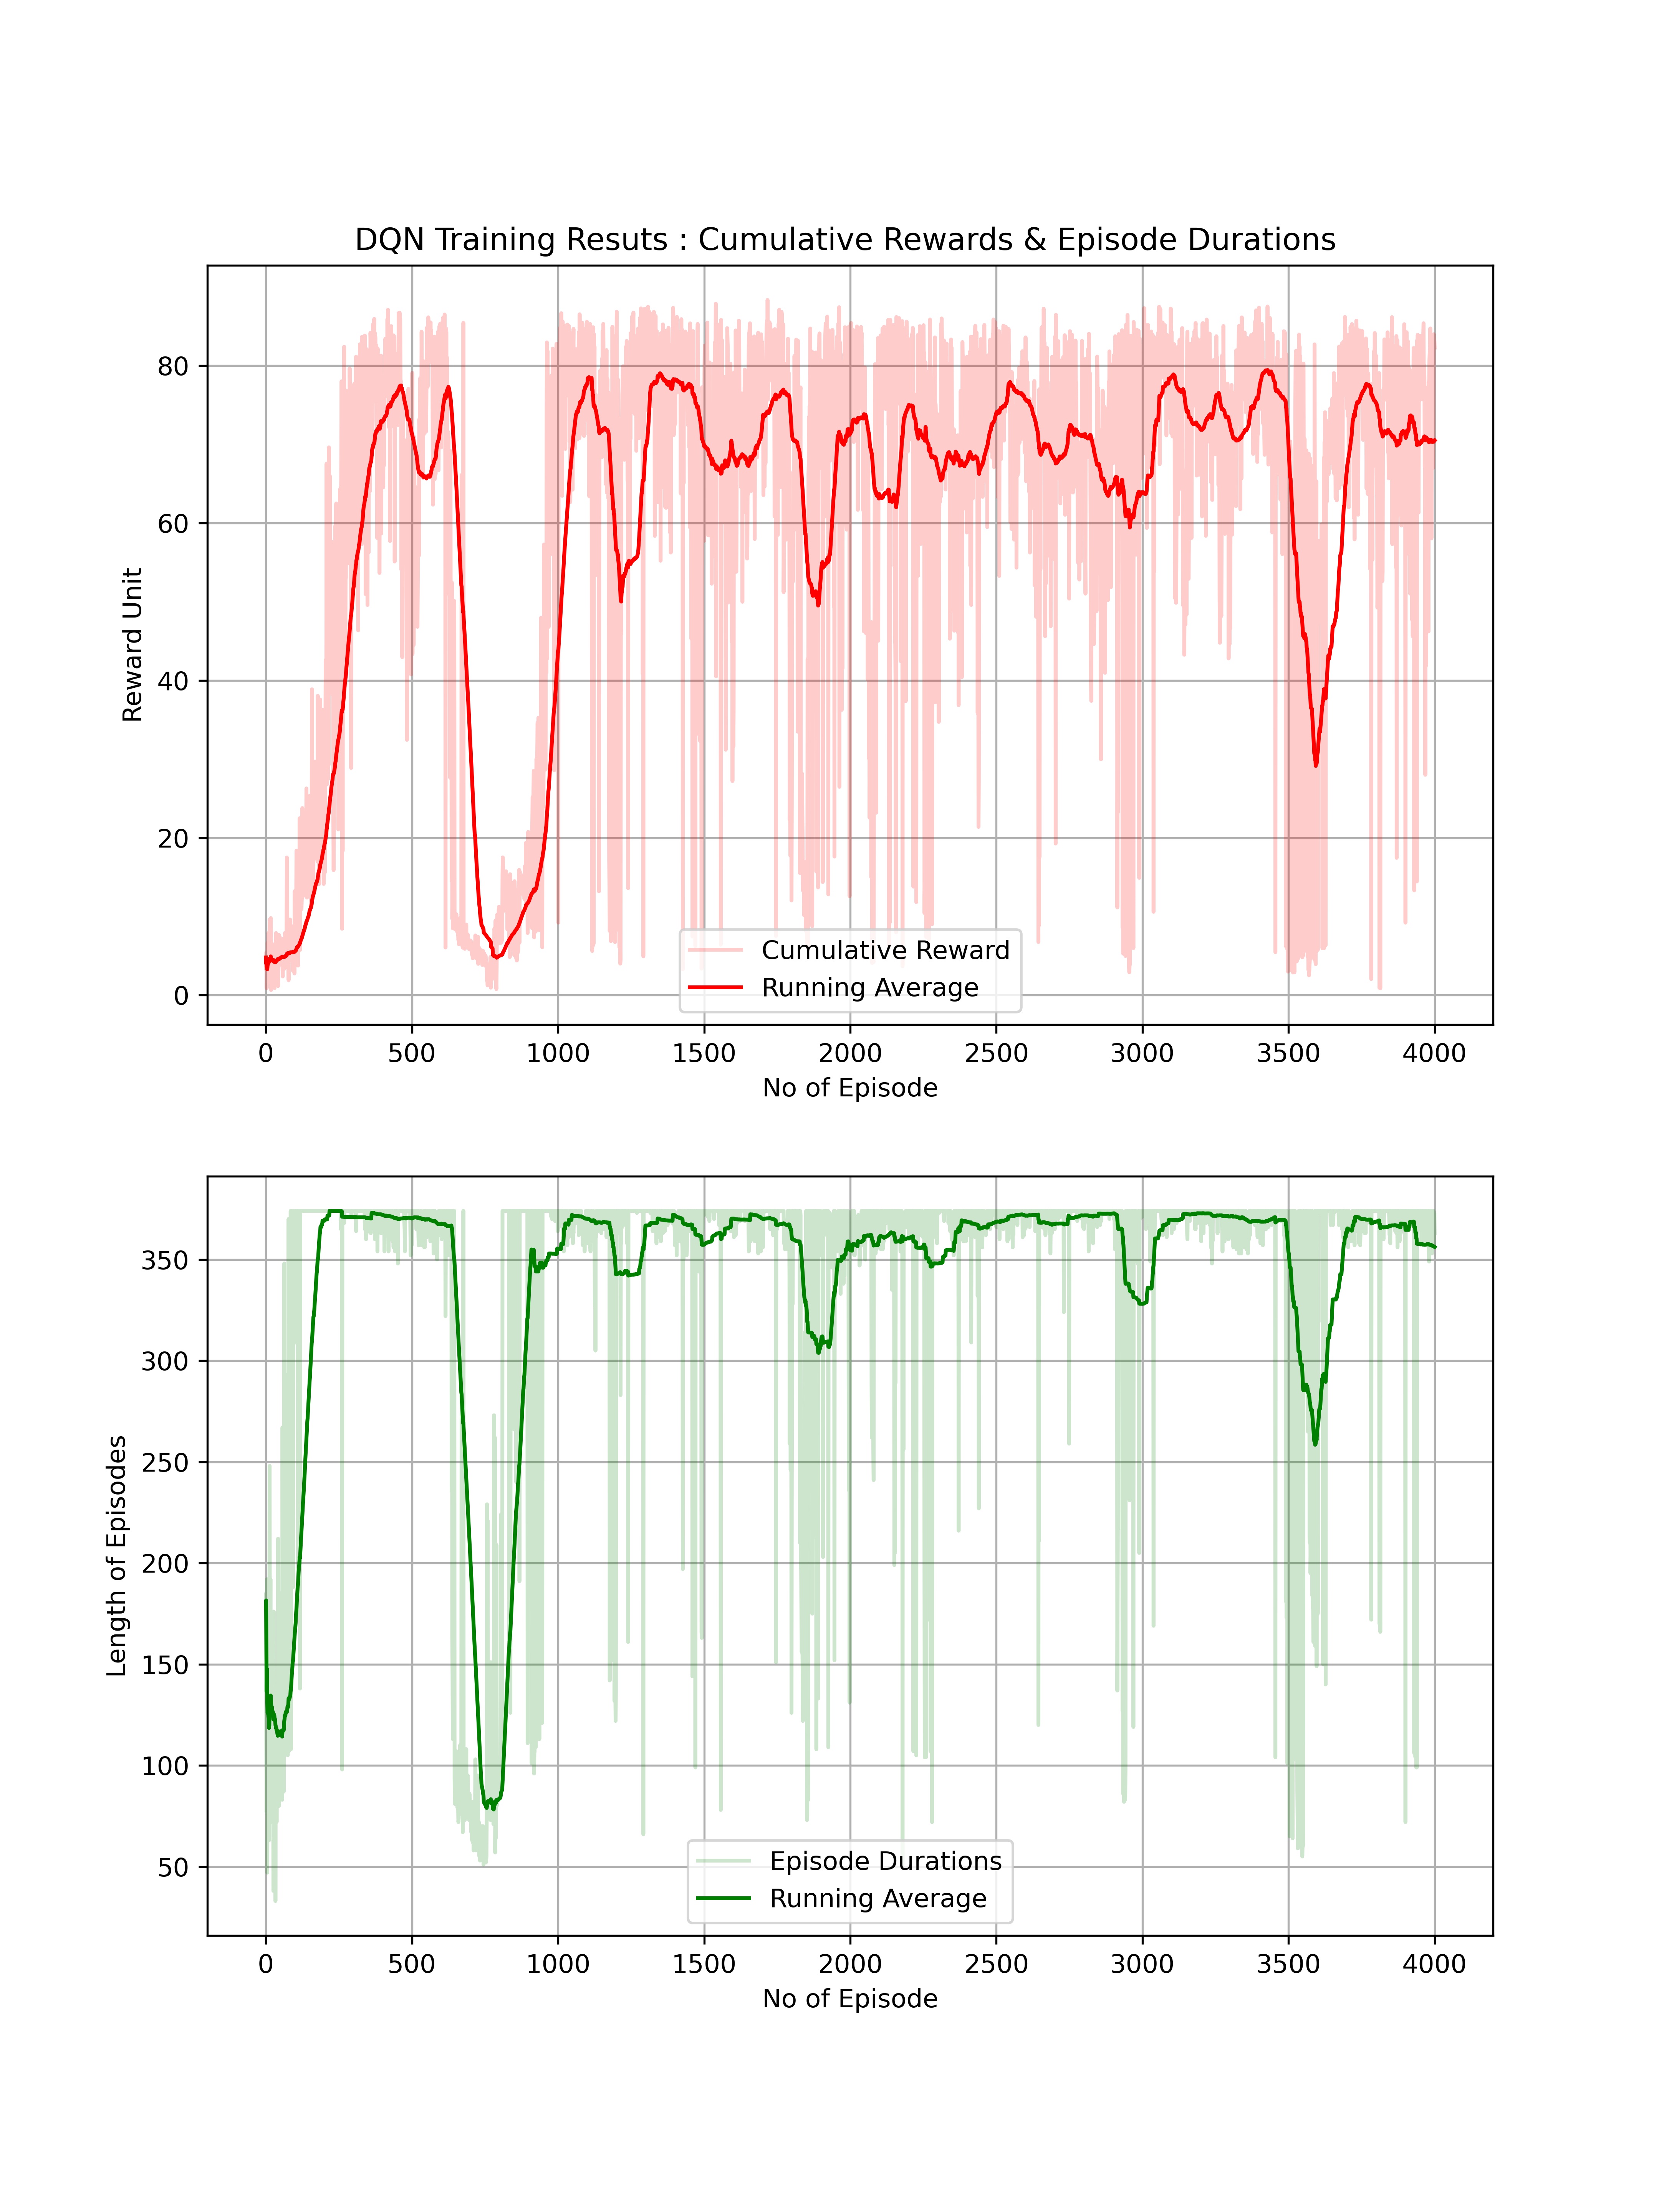 DQN Training Resuts : Cumulative Rewards & Episode Durations
80
60
40
20
0
Reward Unit
Cumulative Reward
Running Average
0 500 1000 1500 2000 2500 3000 3500 4000
No of Episode
350
300
250
200
150
100
50
Length of Episodes
Episode Durations
Running Average
0 500 1000 1500 2000 2500 3000 3500 4000
No of Episode